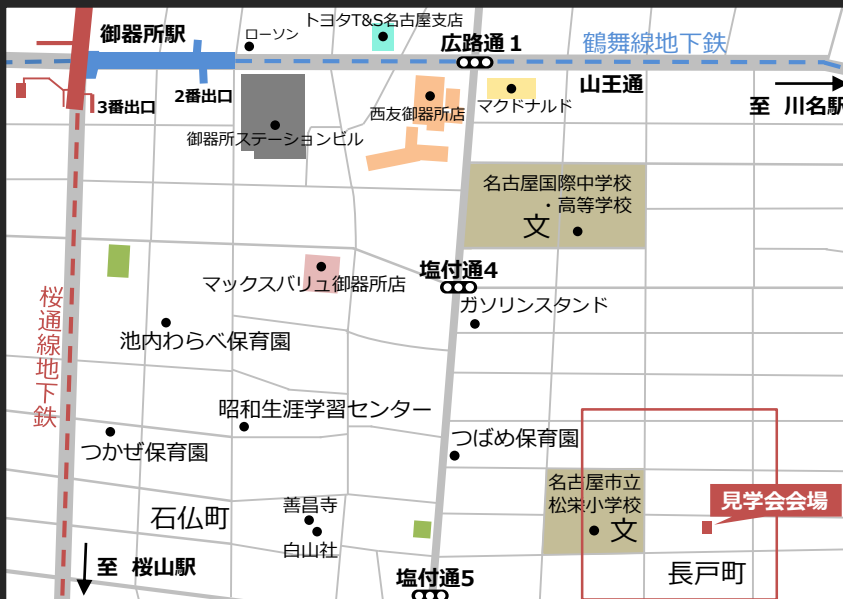 トヨタT&S名古屋支店
御器所駅
ローソン
広路通1
鶴舞線地下鉄
山王通
2番出口
3番出口
西友御器所店
マクドナルド
至 川名駅
御器所ステーションビル
名古屋国際中学校
・高等学校
文
塩付通4
マックスバリュ御器所店
ガソリンスタンド
桜通線地下鉄
池内わらべ保育園
昭和生涯学習センター
つかぜ保育園
つばめ保育園
名古屋市立
松栄小学校
文
見学会会場
善昌寺
石仏町
白山社
至 桜山駅
長戸町
塩付通5